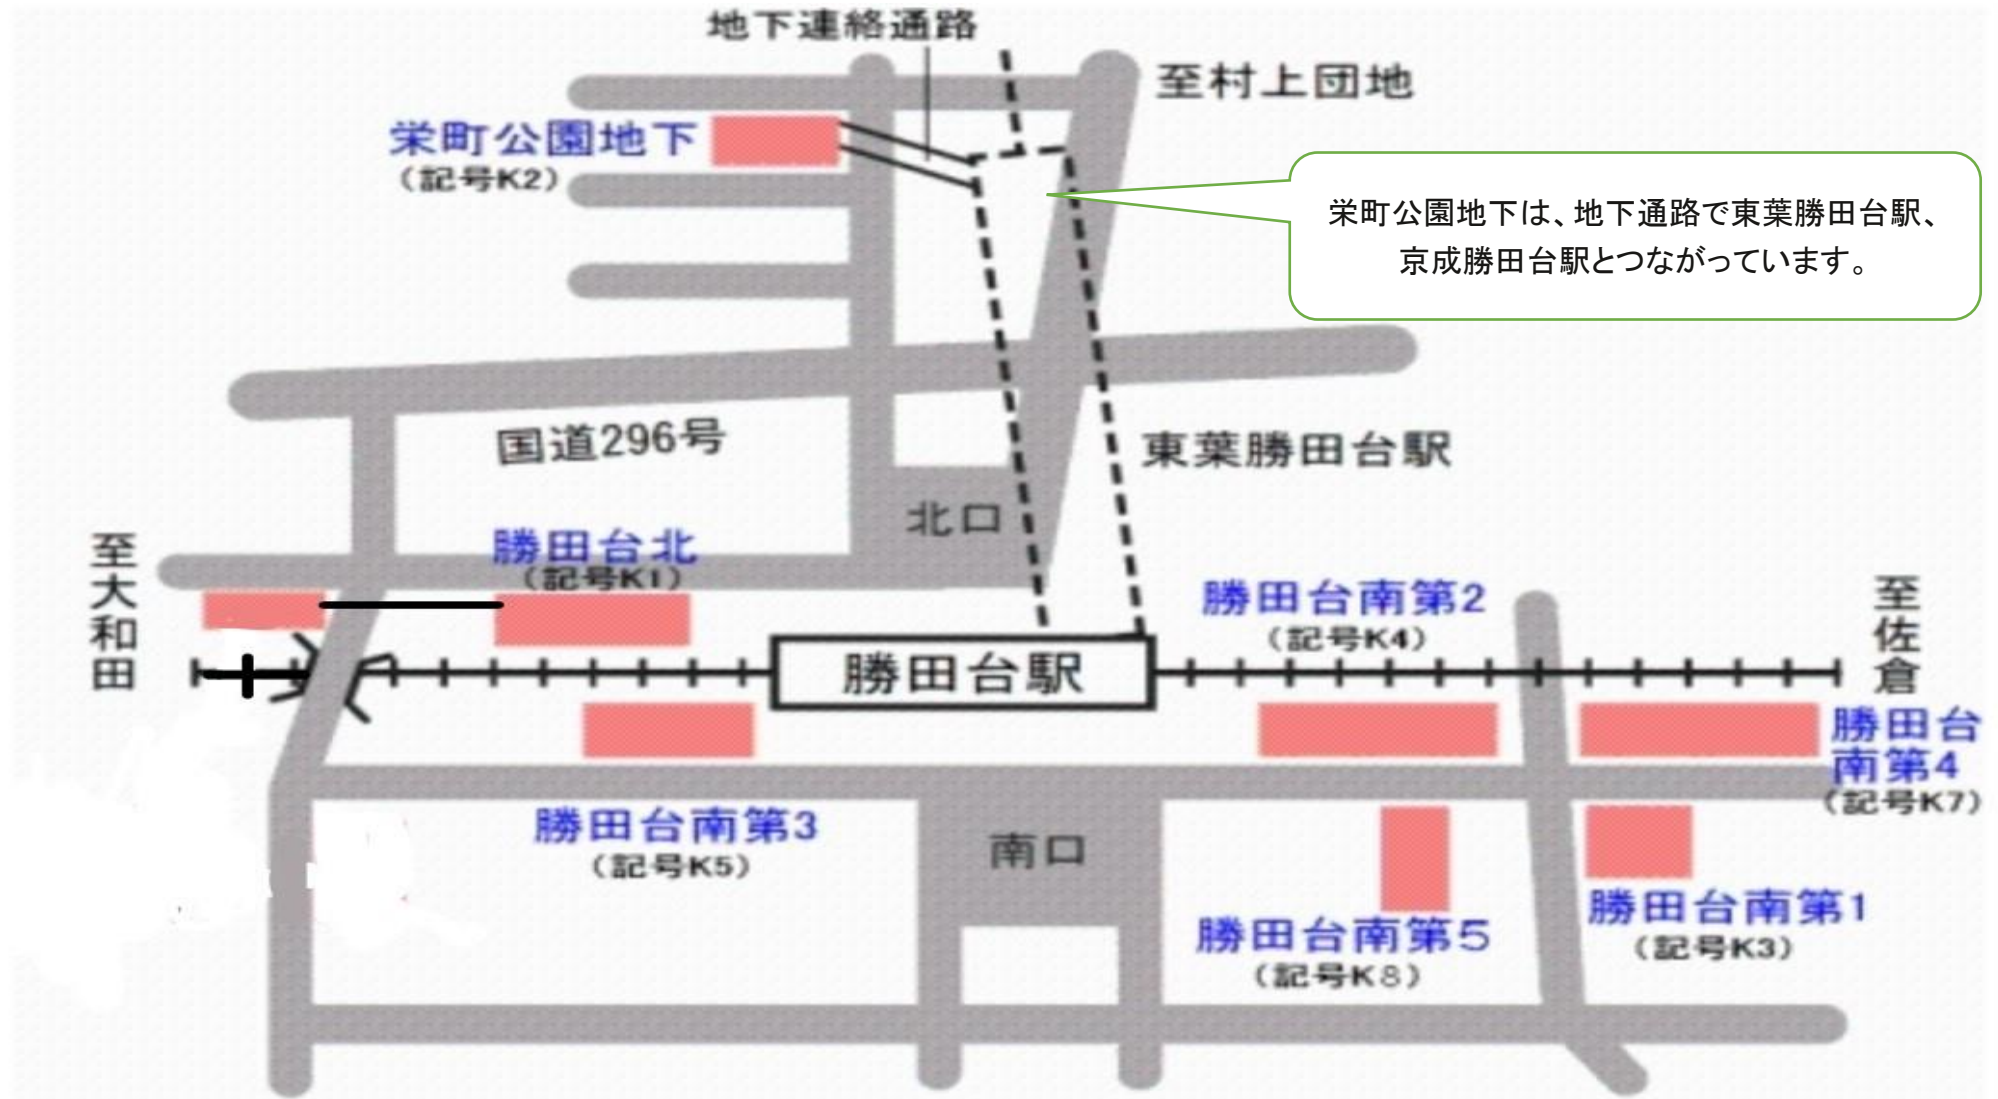 地下連絡通路
至村上団地
栄町公園地下
（記号K2）
栄町公園地下は、地下通路で東葉勝田台駅、
京成勝田台駅とつながっています。
国道296号
東葉勝田台駅
北口
至大和田
勝田台北
（記号K1）
勝田台南第2
（記号K4）
至佐倉
勝田台駅
勝田台
南第4
（記号K7）
勝田台南第3
（記号K5）
南口
勝田台南第5
（記号K8）
勝田台南第1
（記号K3）